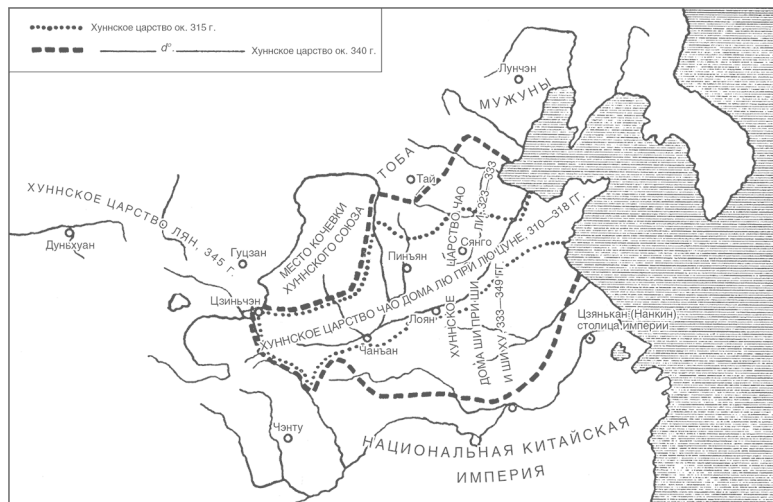 Хуннское царство ок. 315 г.
d°. Хуннское царство ок. 340 г.
Лунчэн
МУЖУНЫ
ТОБА
Тай
ХУННСКОЕ ЦАРСТВО ЛЯН, 345 г.
Дуньхуан
Гуцзан
МЕСТО КОЧЕВКИ
ХУННСКОГО СОЮЗА
Пинъян
Сянго
Цзиньчэн
ХУННСКОЕ ЦАРСТВО ЧАО ДОМА ЛЮ ПРИ ЛЮ ЦУНЕ, 310—318 ГГ.
ХУННСКОЕ ЦАРСТВО, ЧАО
ДОМА ШИ ПРИ ШИ ЛИ, 323—333
И ШИ ХУ, 333—349 ГГ.
Лоян
Чанъан
Цзянькан (Нанкин),
столица империи
Чэнту
НАЦИОНАЛЬНАЯ КИТАЙСКАЯ
ИМПЕРИЯ